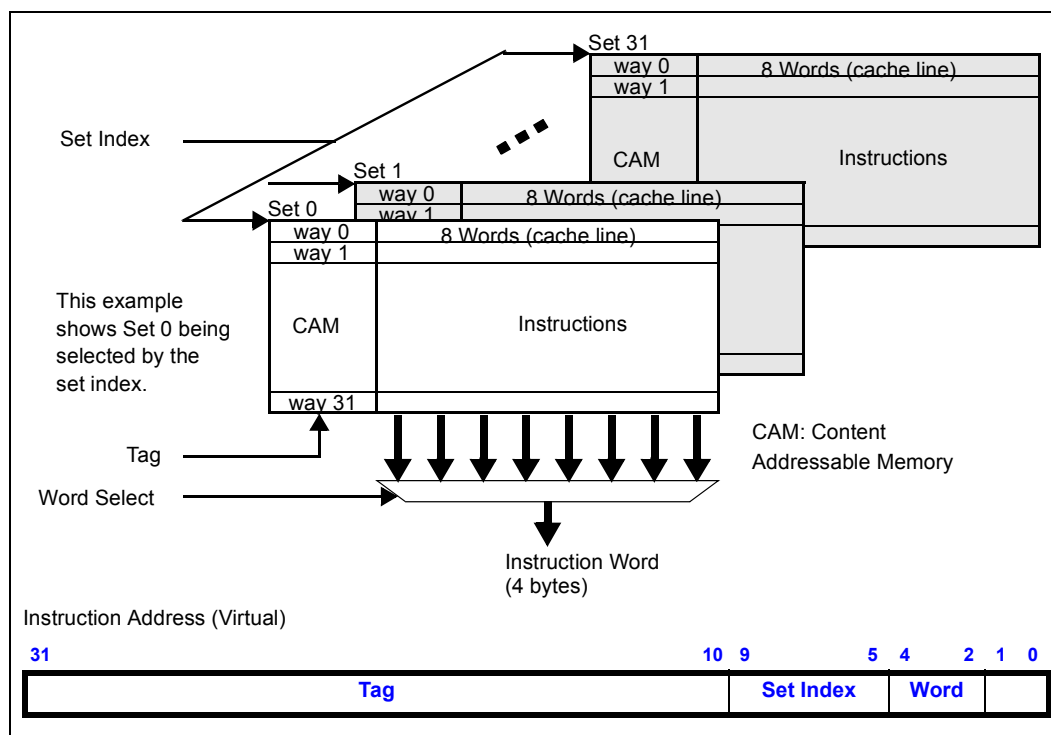 Set 31
way 0
8 Words (cache line)
way 1
Set Index
CAM
Instructions
Set 1
way 0
8 Words (cache line)
way 1
Set 0
way 0
8 Words (cache line)
way 1
This example
shows Set 0 being
selected by the
set index.
CAM
Instructions
way 31
Tag
CAM: Content
Addressable Memory
Word Select
Instruction Word
(4 bytes)
Instruction Address (Virtual)
31 10 9 5 4 2 1 0
Tag Set Index Word